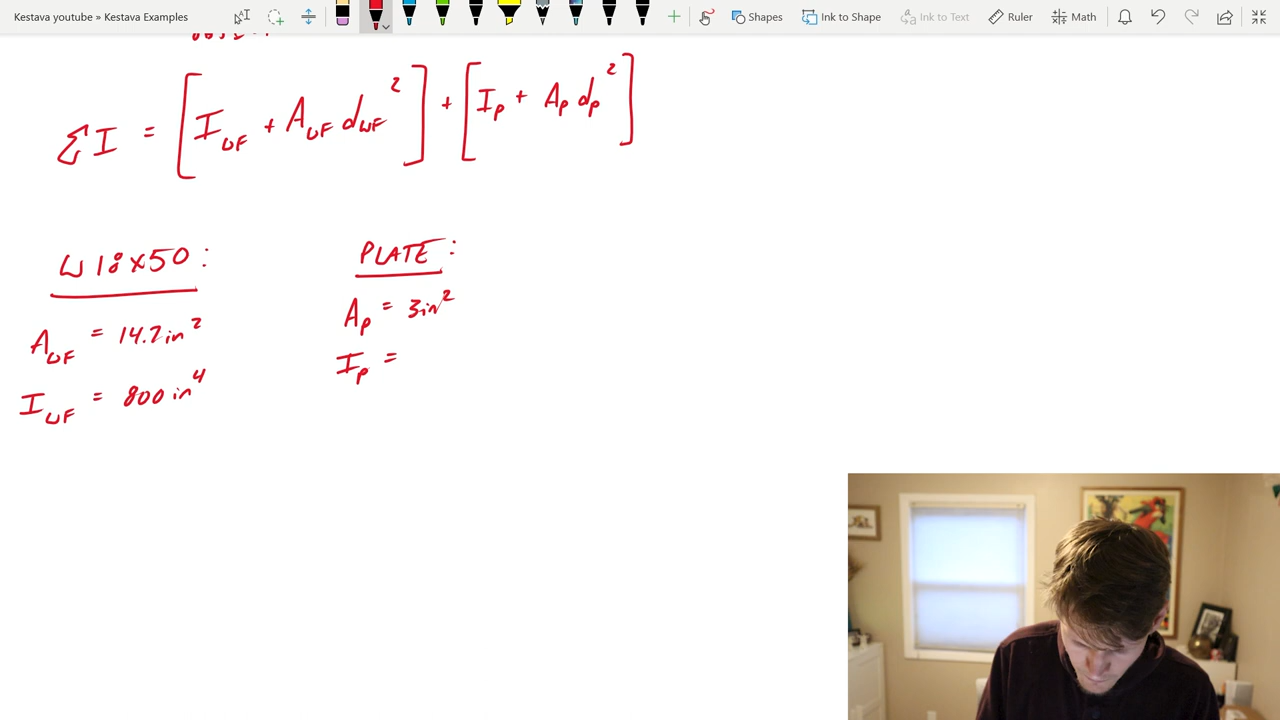 Kestava youtube » Kestava Examples
Shapes
Ink to Shape
Ink to Text
Ruler
Math
ΣI = [I_WF + A_WF d_WF²] + [I_P + A_P d_P²]
W18x50:
A_WF = 14.7in²
I_WF = 800in⁴
PLATE:
A_P = 3in²
I_P =